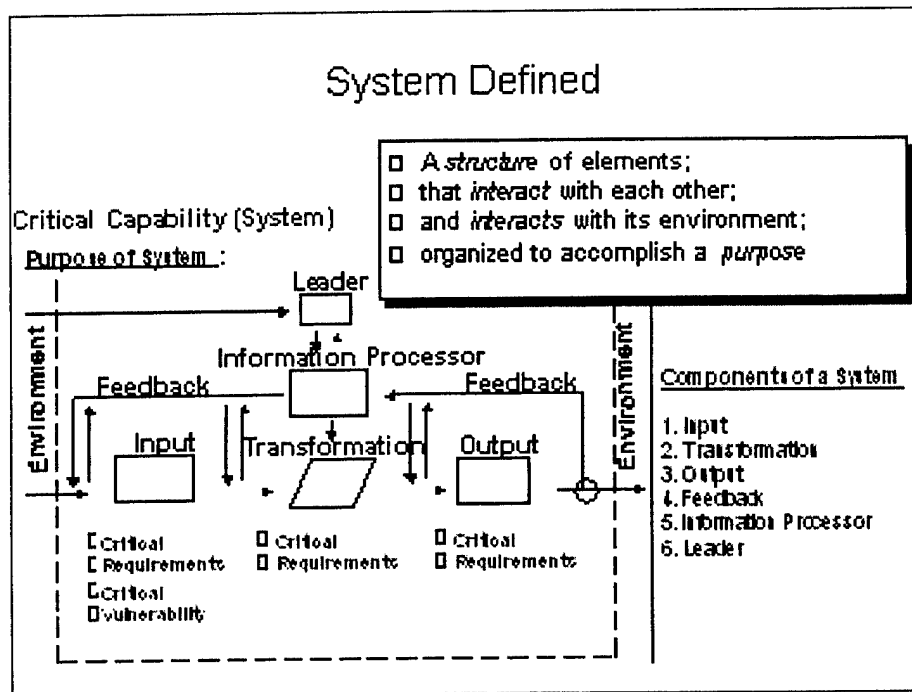 System Defined
A structure of elements;
that interact with each other;
and interacts with its environment;
organized to accomplish a purpose
Critical Capability (System)
Purpose of System :
Leader
Information Processor
Feedback
Feedback
Environment
Environment
Input
Transformation
Output
Critical
Requirements
Critical
Vulnerability
Critical
Requirements
Critical
Requirements
Components of a System
1. Input
2. Transformation
3. Output
4. Feedback
5. Information Processor
6. Leader